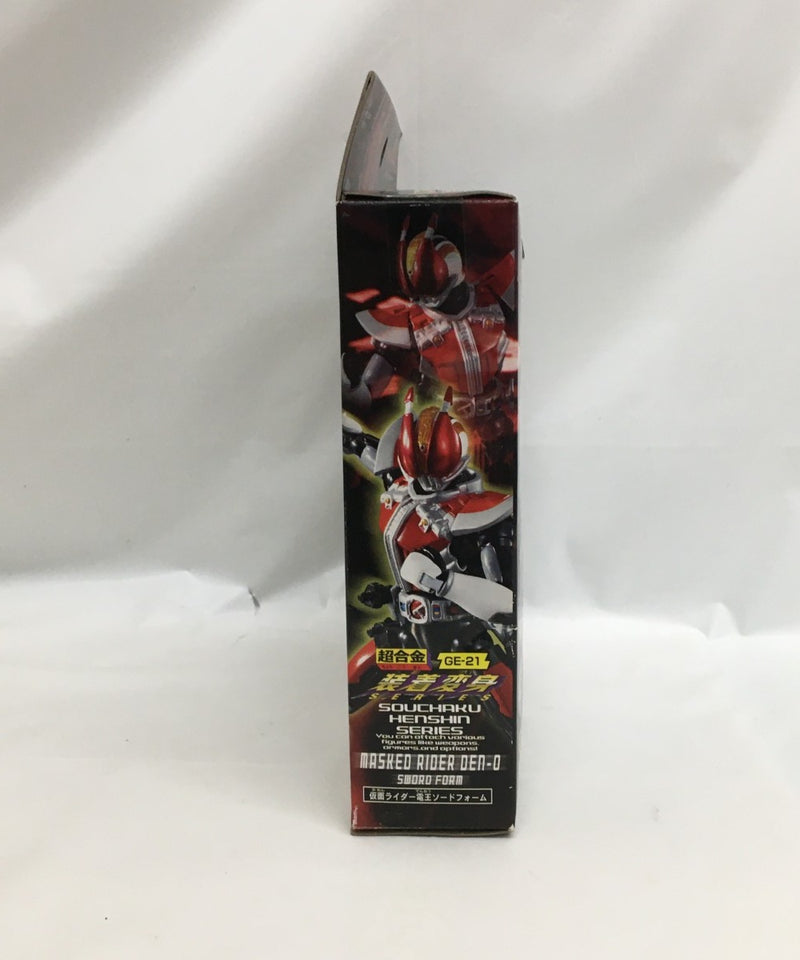 超合金 GE-21
装着変身
SERIES
SOUCHAKU
HENSHIN
SERIES
You can attach various
figures like weapons,
armors,and options!
MASKED RIDER DEN-O
SWORD FORM
仮面ライダー電王ソードフォーム